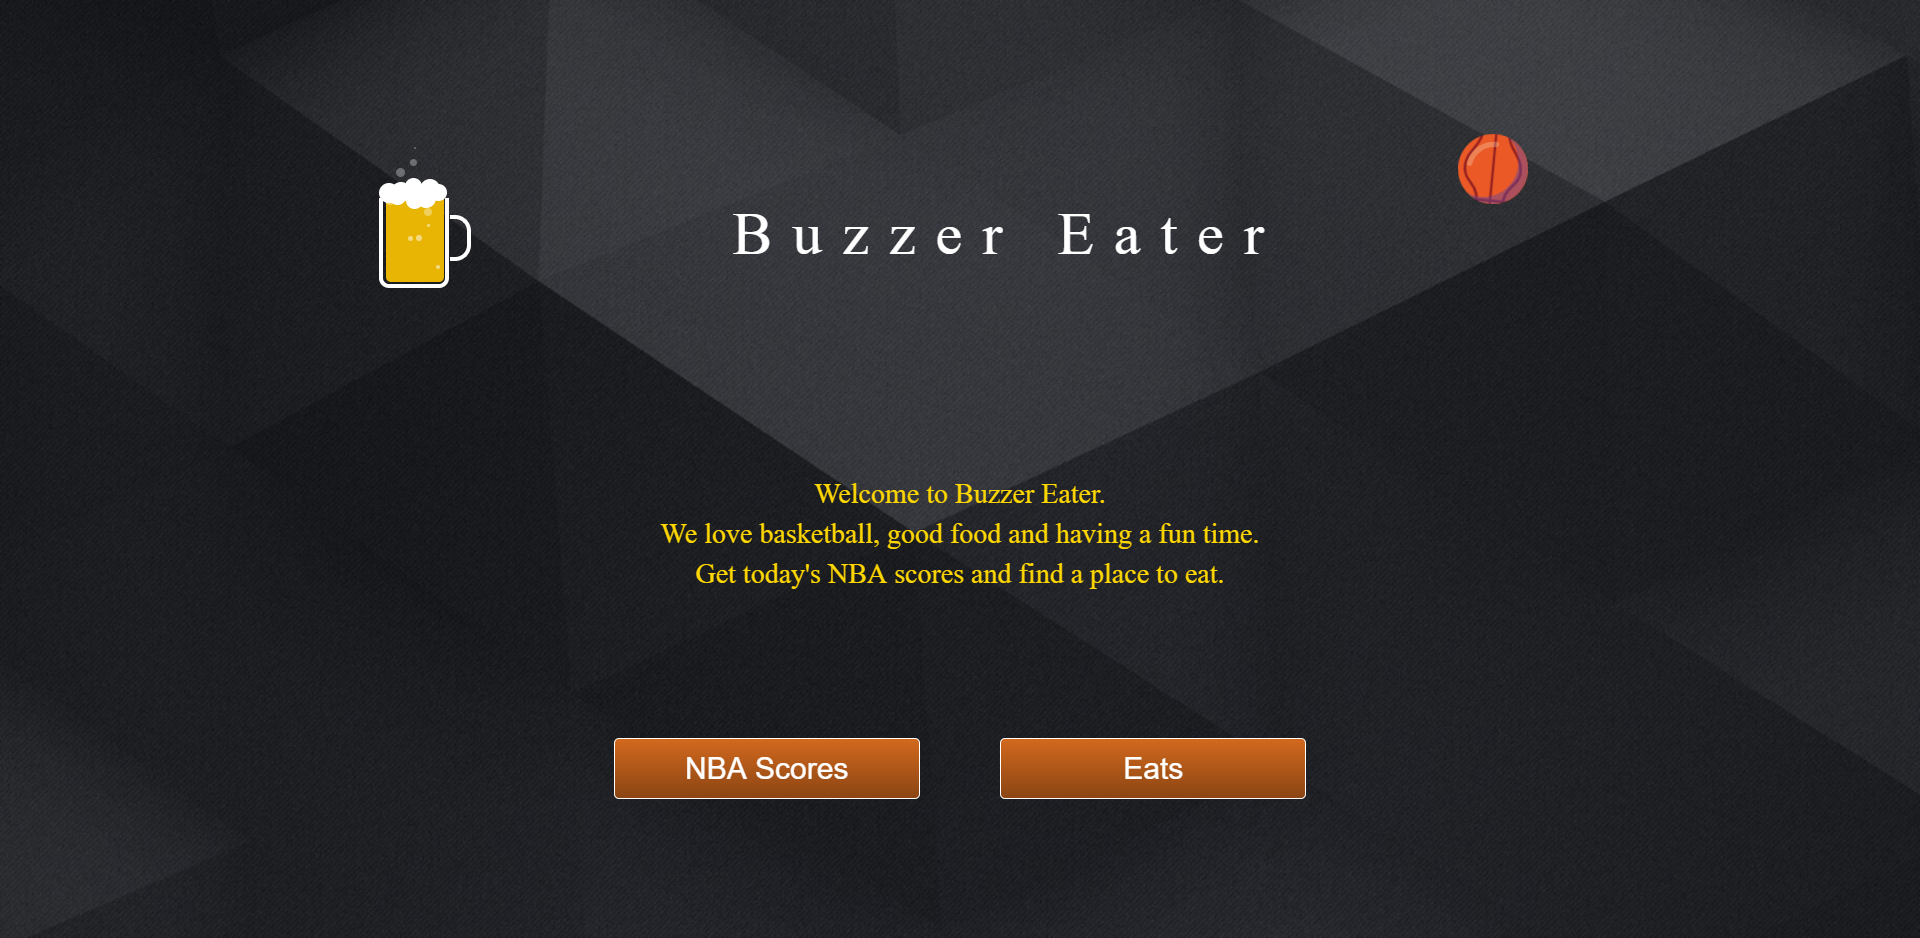 Buzzer Eater
Welcome to Buzzer Eater.
We love basketball, good food and having a fun time.
Get today's NBA scores and find a place to eat.
NBA Scores
Eats